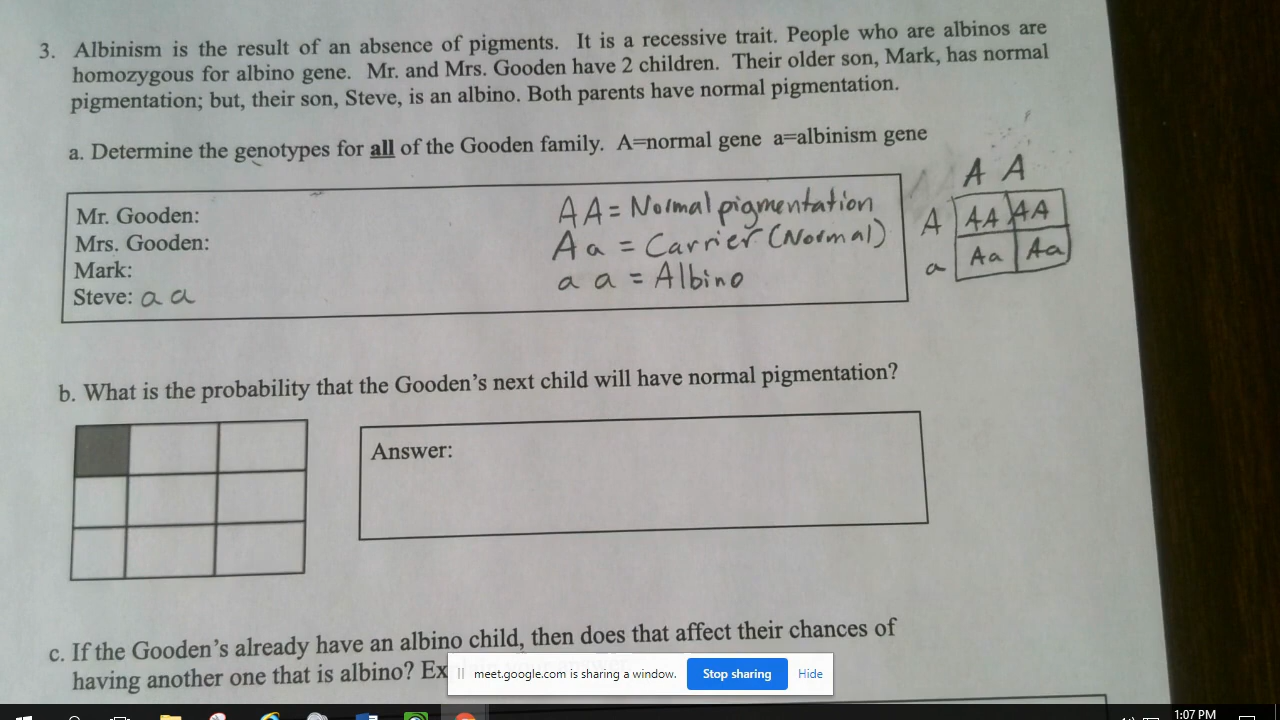 3. Albinism is the result of an absence of pigments. It is a recessive trait. People who are albinos are
homozygous for albino gene. Mr. and Mrs. Gooden have 2 children. Their older son, Mark, has normal
pigmentation; but, their son, Steve, is an albino. Both parents have normal pigmentation.
a. Determine the genotypes for all of the Gooden family. A=normal gene a=albinism gene
Mr. Gooden:
Mrs. Gooden:
Mark:
Steve: a a
AA = Normal pigmentation
Aa = Carrier (Normal)
a a = Albino
A A
A AA AA
a Aa Aa
b. What is the probability that the Gooden's next child will have normal pigmentation?
Answer:
c. If the Gooden's already have an albino child, then does that affect their chances of
having another one that is albino?
meet.google.com is sharing a window. Stop sharing Hide
1:07 PM